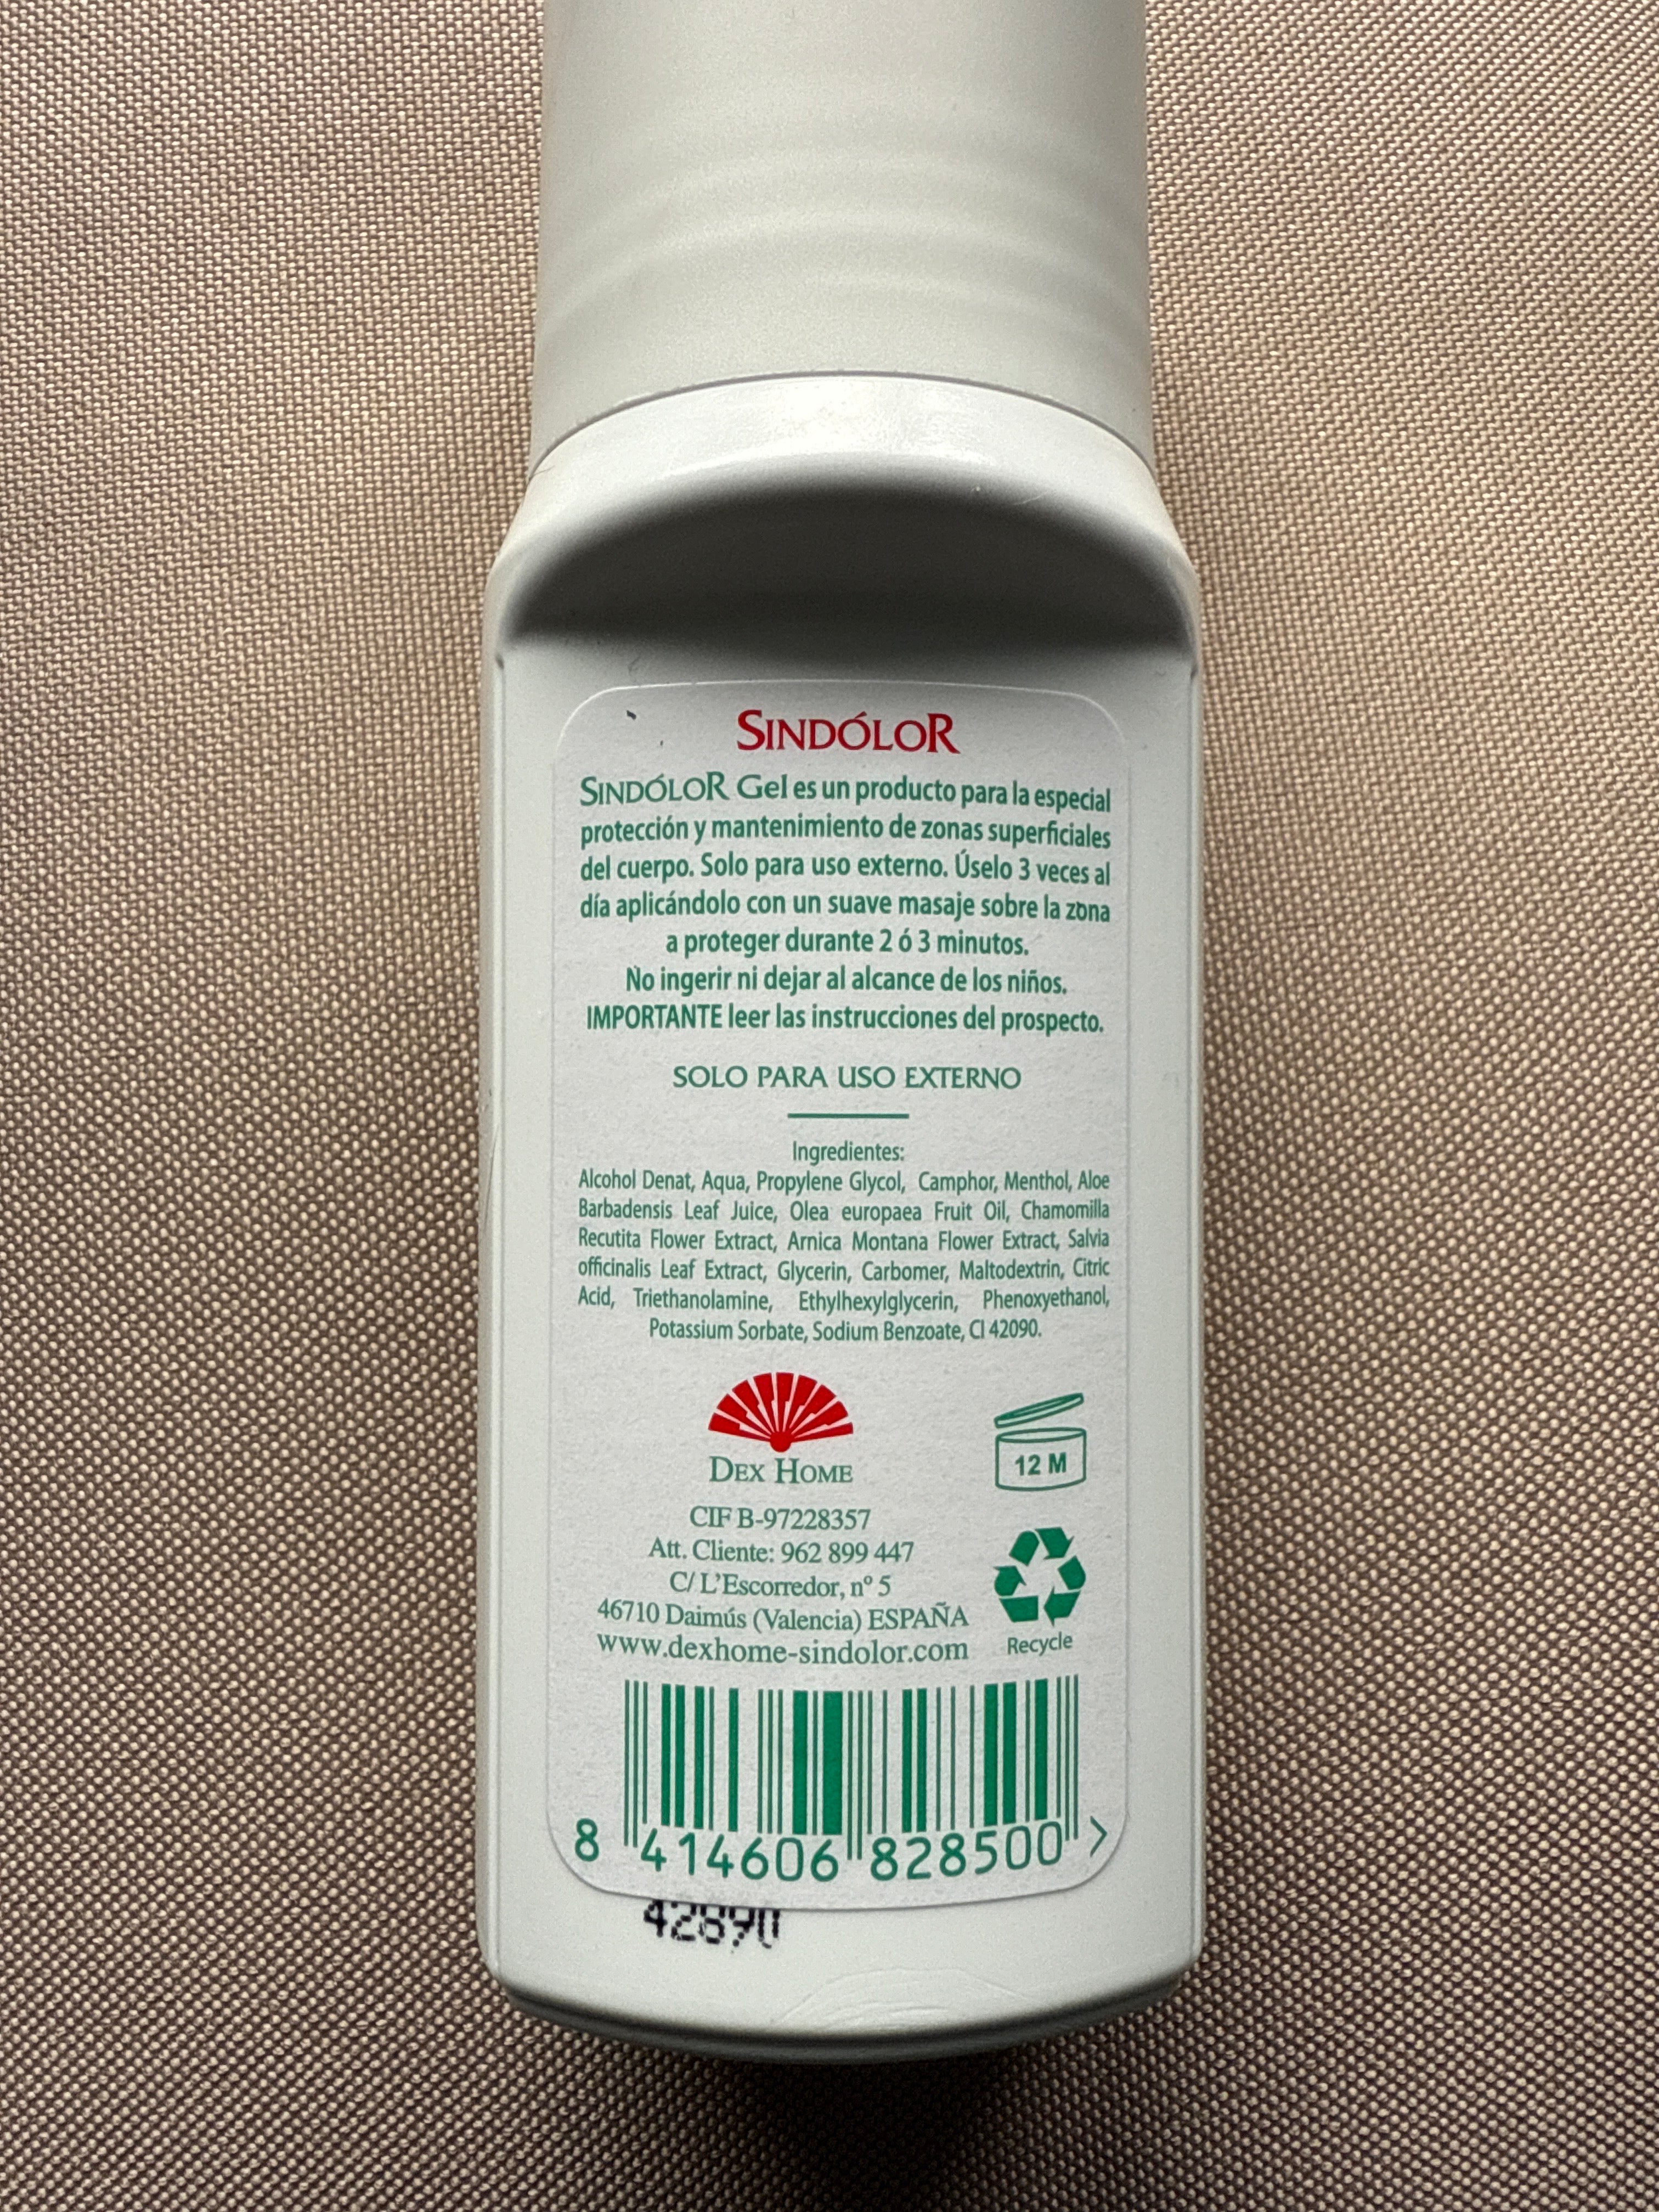 SINDÓLOR
SINDÓLOR Gel es un producto para la especial
protección y mantenimiento de zonas superficiales
del cuerpo. Solo para uso externo. Úselo 3 veces al
día aplicándolo con un suave masaje sobre la zona
a proteger durante 2 ó 3 minutos.
No ingerir ni dejar al alcance de los niños.
IMPORTANTE leer las instrucciones del prospecto.
SOLO PARA USO EXTERNO
Ingredientes:
Alcohol Denat, Aqua, Propylene Glycol, Camphor, Menthol, Aloe
Barbadensis Leaf Juice, Olea europaea Fruit Oil, Chamomilla
Recutita Flower Extract, Arnica Montana Flower Extract, Salvia
officinalis Leaf Extract, Glycerin, Carbomer, Maltodextrin, Citric
Acid, Triethanolamine, Ethylhexylglycerin, Phenoxyethanol,
Potassium Sorbate, Sodium Benzoate, CI 42090.
DEX HOME
12 M
CIF B-97228357
Att. Cliente: 962 899 447
C/ L'Escorredor, nº 5
46710 Daimús (Valencia) ESPAÑA
www.dexhome-sindolor.com
Recycle
8 414606 828500 >
42890